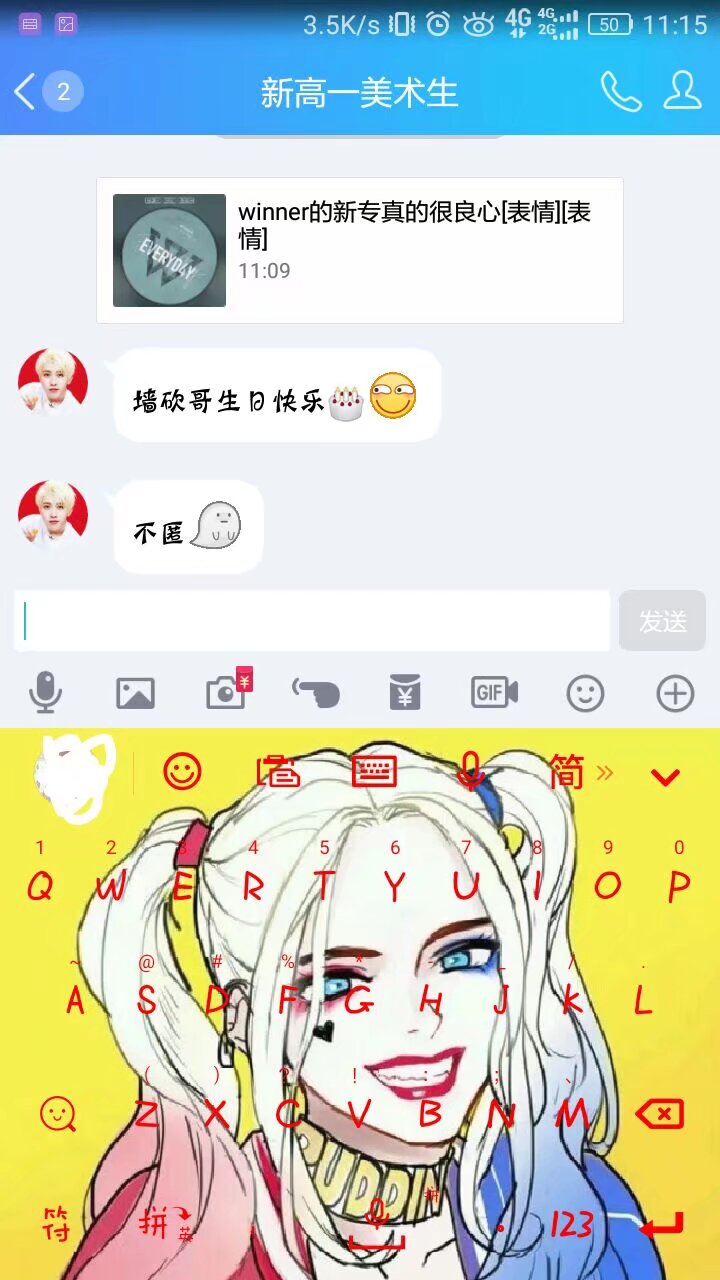 3.5K/s 4G 4G 2G 50 11:15
2 新高一美术生
EVERYDAY
winner的新专真的很良心[表情][表
情]
11:09
墙砍哥生日快乐
不匿
发送
¥ ¥ GIF
简 »
1 2 3 4 5 6 7 8 9 0
Q W E R T Y U I O P
~ @ # % * - _ / .
A S D F G H J K L
( ) ? ! : ; 、
Z X C V B N M
PUDDIN
符 拼 英 拼 123